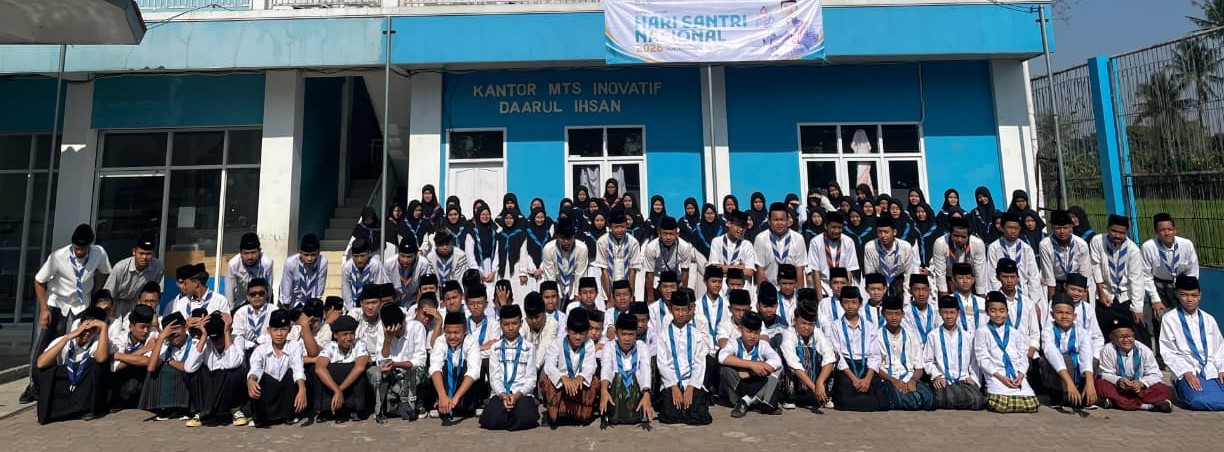 HARI SANTRI
NASIONAL
2026
KANTOR MTS INOVATIF
DAARUL IHSAN